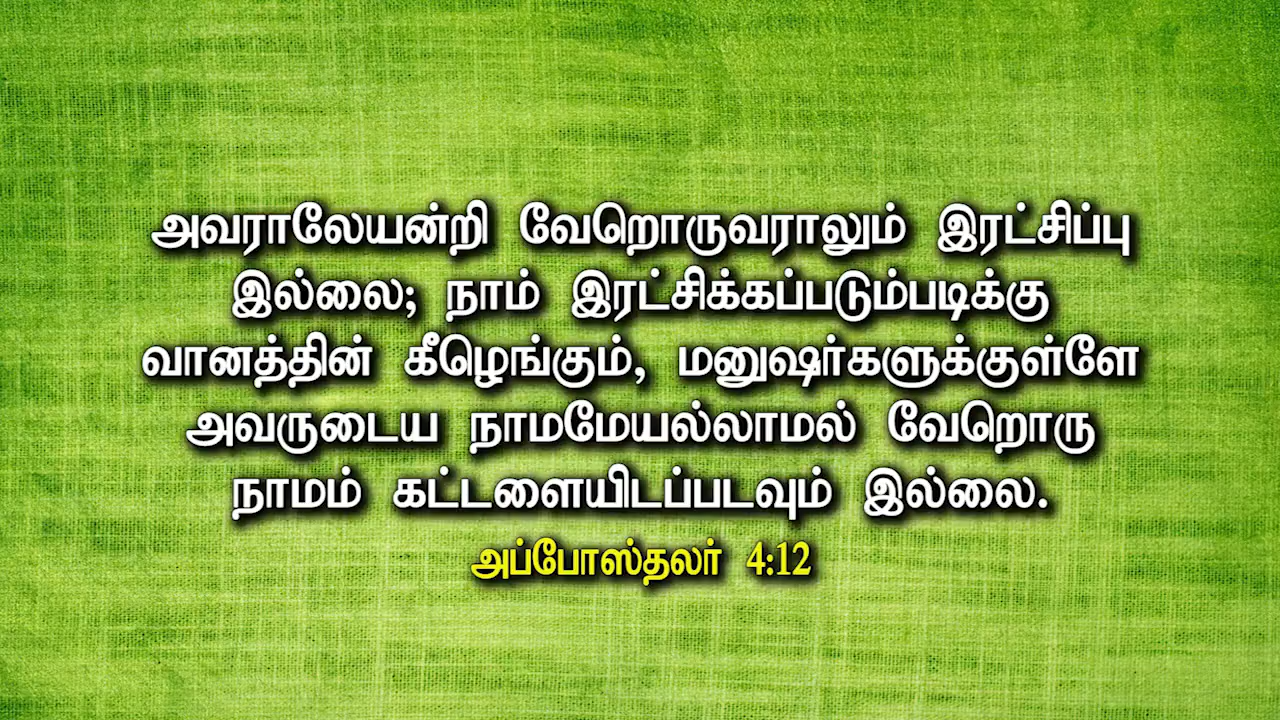 அவராலேயன்றி வேறொருவராலும் இரட்சிப்பு
இல்லை; நாம் இரட்சிக்கப்படும்படிக்கு
வானத்தின் கீழெங்கும், மனுஷர்களுக்குள்ளே
அவருடைய நாமமேயல்லாமல் வேறொரு
நாமம் கட்டளையிடப்படவும் இல்லை.
அப்போஸ்தலர் 4:12